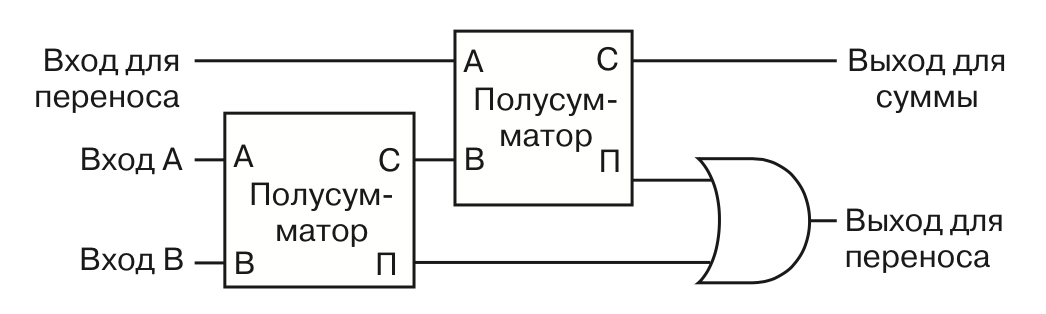 Вход для
переноса
А
С
Полусум-
матор
В
П
Выход для
суммы
Вход А
Вход В
А
С
Полусум-
матор
В
П
Выход для
переноса